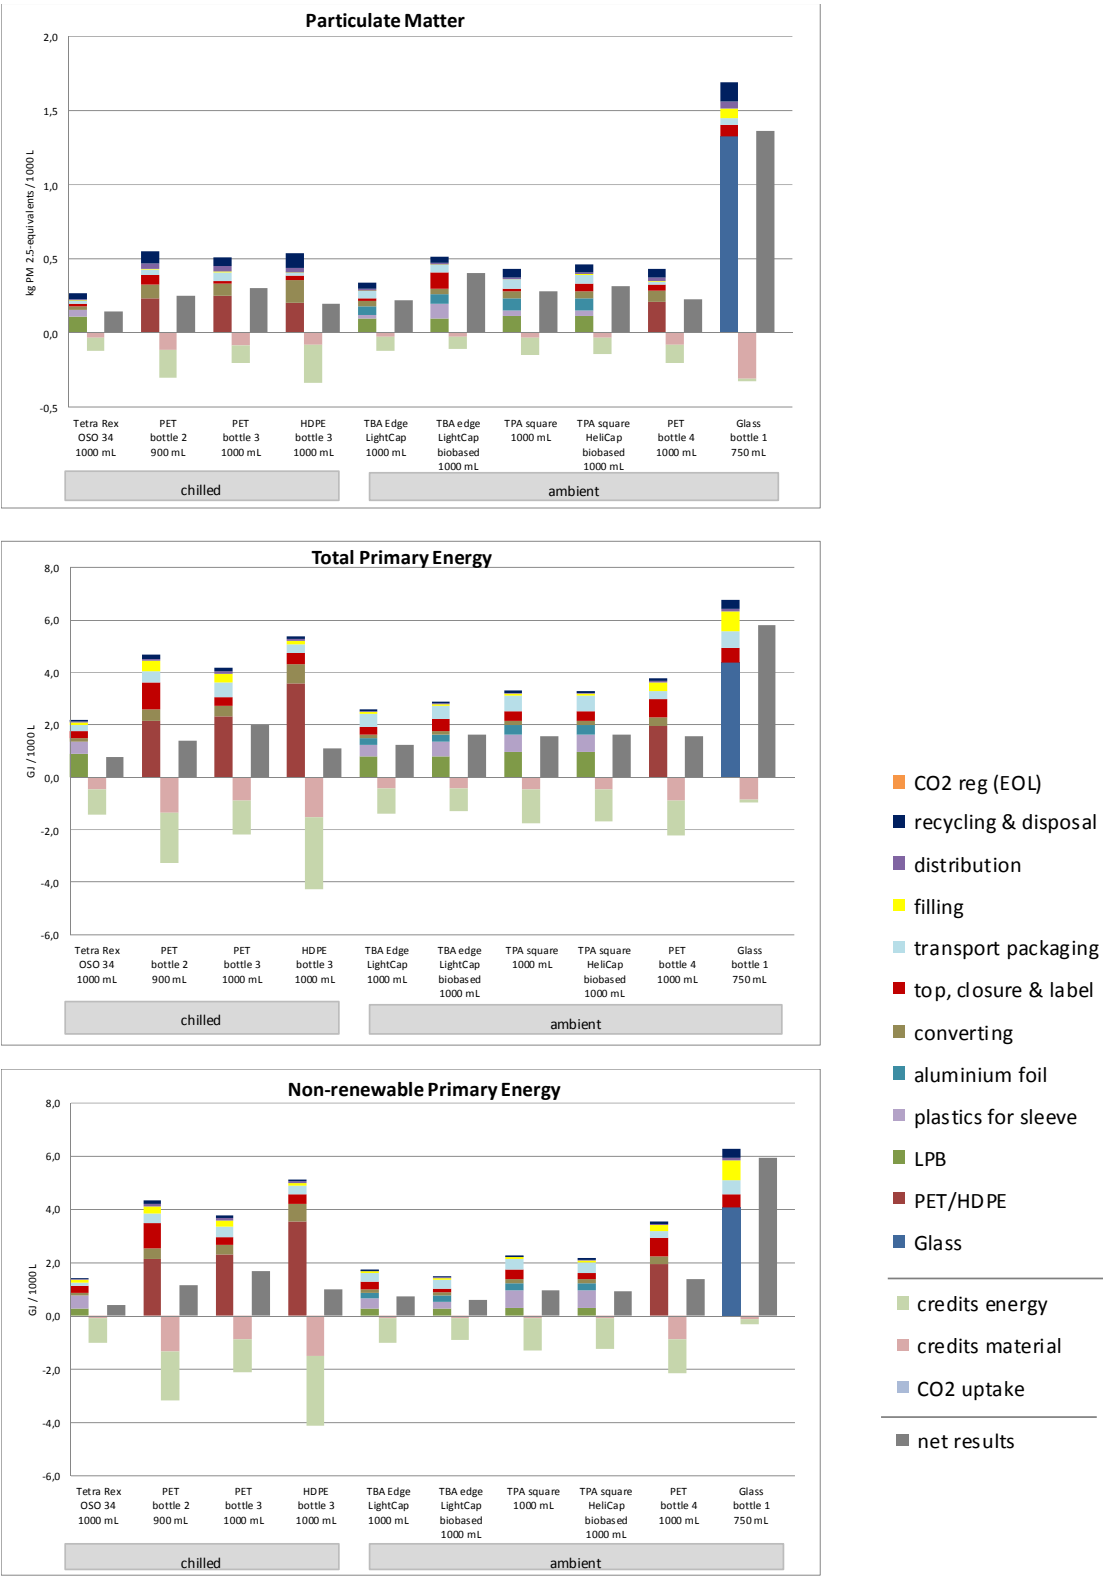 Particulate Matter
2,0
1,5
1,0
0,5
0,0
-0,5
kg PM 2.5-equivalents / 1000 L
Tetra Rex
OSO 34
1000 mL
PET
bottle 2
900 mL
PET
bottle 3
1000 mL
HDPE
bottle 3
1000 mL
TBA Edge
LightCap
1000 mL
TBA edge
LightCap
biobased
1000 mL
TPA square
1000 mL
TPA square
HeliCap
biobased
1000 mL
PET
bottle 4
1000 mL
Glass
bottle 1
750 mL
chilled
ambient
Total Primary Energy
8,0
6,0
4,0
2,0
0,0
-2,0
-4,0
-6,0
GJ / 1000 L
Tetra Rex
OSO 34
1000 mL
PET
bottle 2
900 mL
PET
bottle 3
1000 mL
HDPE
bottle 3
1000 mL
TBA Edge
LightCap
1000 mL
TBA edge
LightCap
biobased
1000 mL
TPA square
1000 mL
TPA square
HeliCap
biobased
1000 mL
PET
bottle 4
1000 mL
Glass
bottle 1
750 mL
chilled
ambient
Non-renewable Primary Energy
8,0
6,0
4,0
2,0
0,0
-2,0
-4,0
-6,0
GJ / 1000 L
Tetra Rex
OSO 34
1000 mL
PET
bottle 2
900 mL
PET
bottle 3
1000 mL
HDPE
bottle 3
1000 mL
TBA Edge
LightCap
1000 mL
TBA edge
LightCap
biobased
1000 mL
TPA square
1000 mL
TPA square
HeliCap
biobased
1000 mL
PET
bottle 4
1000 mL
Glass
bottle 1
750 mL
chilled
ambient
CO2 reg (EOL)
recycling & disposal
distribution
filling
transport packaging
top, closure & label
converting
aluminium foil
plastics for sleeve
LPB
PET/HDPE
Glass
credits energy
credits material
CO2 uptake
net results